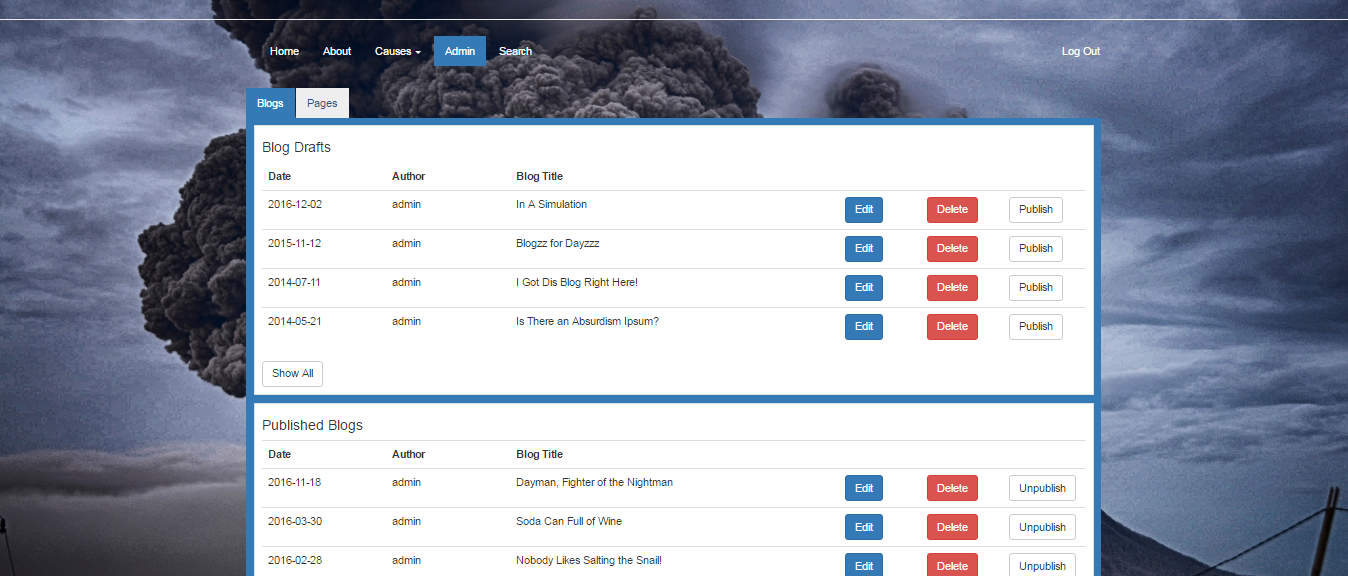 Home About Causes Admin Search Log Out
Blogs Pages
Blog Drafts
Date Author Blog Title
2016-12-02 admin In A Simulation Edit Delete Publish
2015-11-12 admin Blogzz for Dayzzz Edit Delete Publish
2014-07-11 admin I Got Dis Blog Right Here! Edit Delete Publish
2014-05-21 admin Is There an Absurdism Ipsum? Edit Delete Publish
Show All
Published Blogs
Date Author Blog Title
2016-11-18 admin Dayman, Fighter of the Nightman Edit Delete Unpublish
2016-03-30 admin Soda Can Full of Wine Edit Delete Unpublish
2016-02-28 admin Nobody Likes Salting the Snail! Edit Delete Unpublish